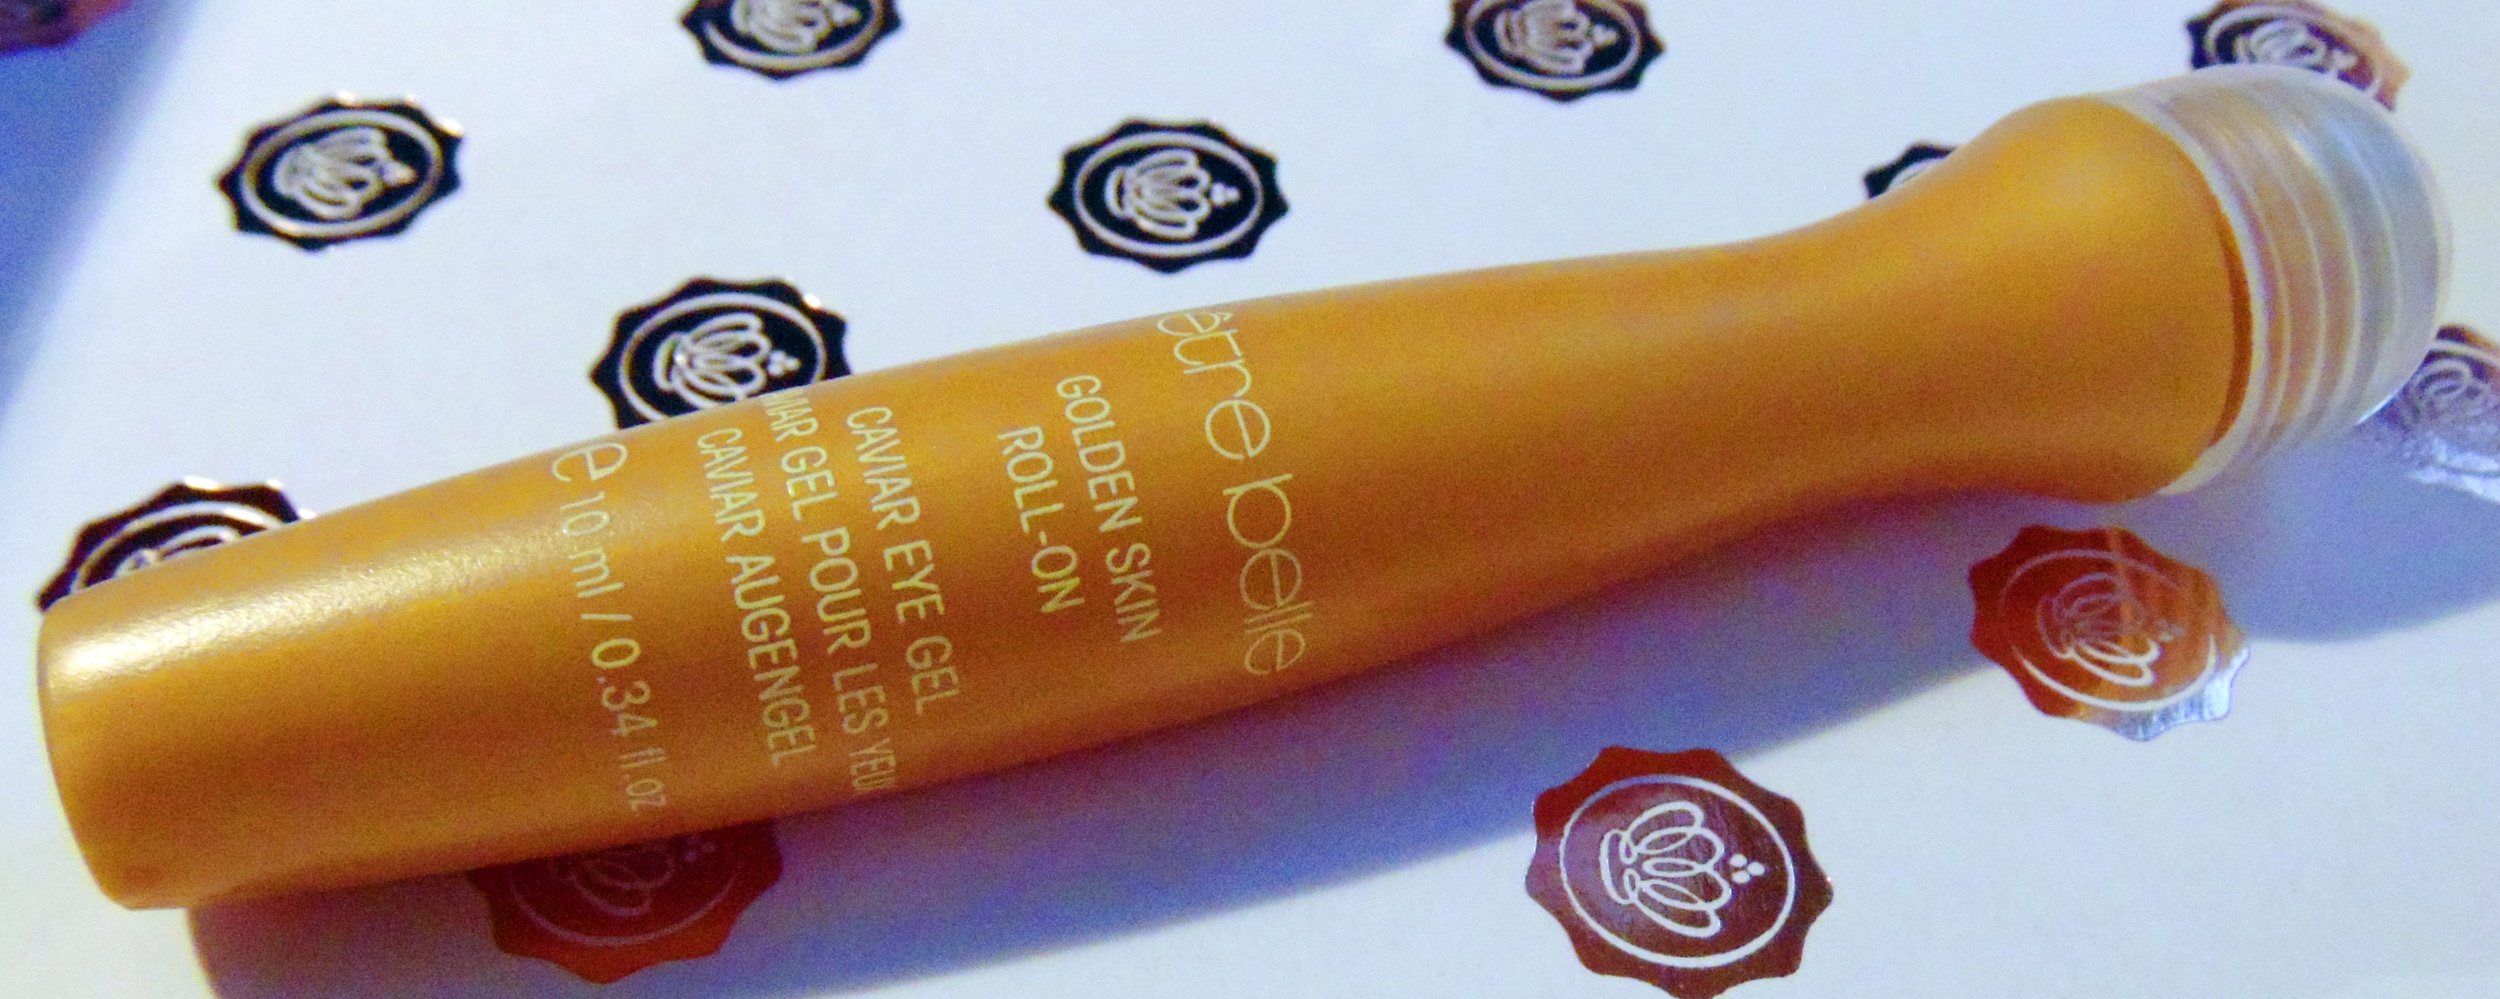 être belle
GOLDEN SKIN
ROLL-ON
CAVIAR EYE GEL
GEL POUR LES YEUX
CAVIAR AUGENGEL
e 10 ml / 0.34 fl.oz